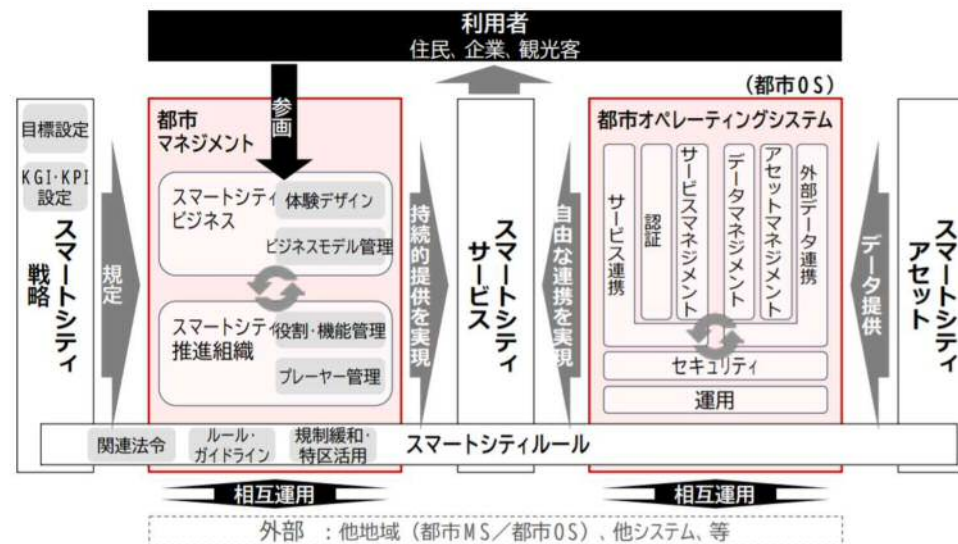 利用者
住民、企業、観光客
参画
(都市OS)
目標設定
KGI・KPI
設定
スマートシティ
戦略
規定
都市
マネジメント
スマートシティ
ビジネス
体験デザイン
ビジネスモデル管理
スマートシティ
推進組織
役割・機能管理
プレーヤー管理
持続的提供を実現
スマートシティ
サービス
自由な連携を実現
都市オペレーティングシステム
サービス連携
認証
サービスマネジメント
データマネジメント
アセットマネジメント
外部データ連携
セキュリティ
運用
データ提供
スマートシティ
アセット
関連法令
ルール・
ガイドライン
規制緩和・
特区活用
スマートシティルール
相互運用
相互運用
外部 :他地域(都市MS/都市OS)、他システム、等